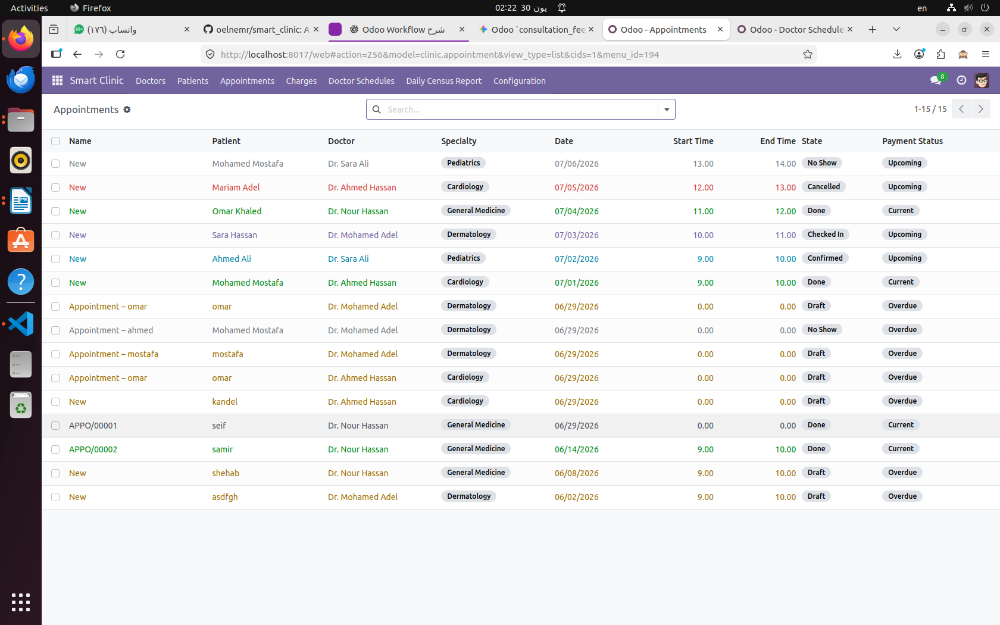 Activities Firefox 02:22 30 يون en
واتساب (١٧٦) oelnemr/smart_clinic: A Odoo Workflow شرح Odoo `consultation_fee Odoo - Appointments Odoo - Doctor Schedule
http://localhost:8017/web#action=256&model=clinic.appointment&view_type=list&cids=1&menu_id=194
Smart Clinic Doctors Patients Appointments Charges Doctor Schedules Daily Census Report Configuration 8
Appointments Search... 1-15 / 15
Name Patient Doctor Specialty Date Start Time End Time State Payment Status
New Mohamed Mostafa Dr. Sara Ali Pediatrics 07/06/2026 13.00 14.00 No Show Upcoming
New Mariam Adel Dr. Ahmed Hassan Cardiology 07/05/2026 12.00 13.00 Cancelled Upcoming
New Omar Khaled Dr. Nour Hassan General Medicine 07/04/2026 11.00 12.00 Done Current
New Sara Hassan Dr. Mohamed Adel Dermatology 07/03/2026 10.00 11.00 Checked In Upcoming
New Ahmed Ali Dr. Sara Ali Pediatrics 07/02/2026 9.00 10.00 Confirmed Upcoming
New Mohamed Mostafa Dr. Ahmed Hassan Cardiology 07/01/2026 9.00 10.00 Done Current
Appointment – omar omar Dr. Mohamed Adel Dermatology 06/29/2026 0.00 0.00 Draft Overdue
Appointment – ahmed Mohamed Mostafa Dr. Mohamed Adel Dermatology 06/29/2026 0.00 0.00 No Show Overdue
Appointment – mostafa mostafa Dr. Mohamed Adel Dermatology 06/29/2026 0.00 0.00 Draft Overdue
Appointment – omar omar Dr. Ahmed Hassan Cardiology 06/29/2026 0.00 0.00 Draft Overdue
New kandel Dr. Ahmed Hassan Cardiology 06/29/2026 0.00 0.00 Draft Overdue
APPO/00001 seif Dr. Nour Hassan General Medicine 06/29/2026 0.00 0.00 Done Current
APPO/00002 samir Dr. Nour Hassan General Medicine 06/14/2026 9.00 10.00 Done Current
New shehab Dr. Nour Hassan General Medicine 06/08/2026 9.00 10.00 Draft Overdue
New asdfgh Dr. Mohamed Adel Dermatology 06/02/2026 9.00 10.00 Draft Overdue